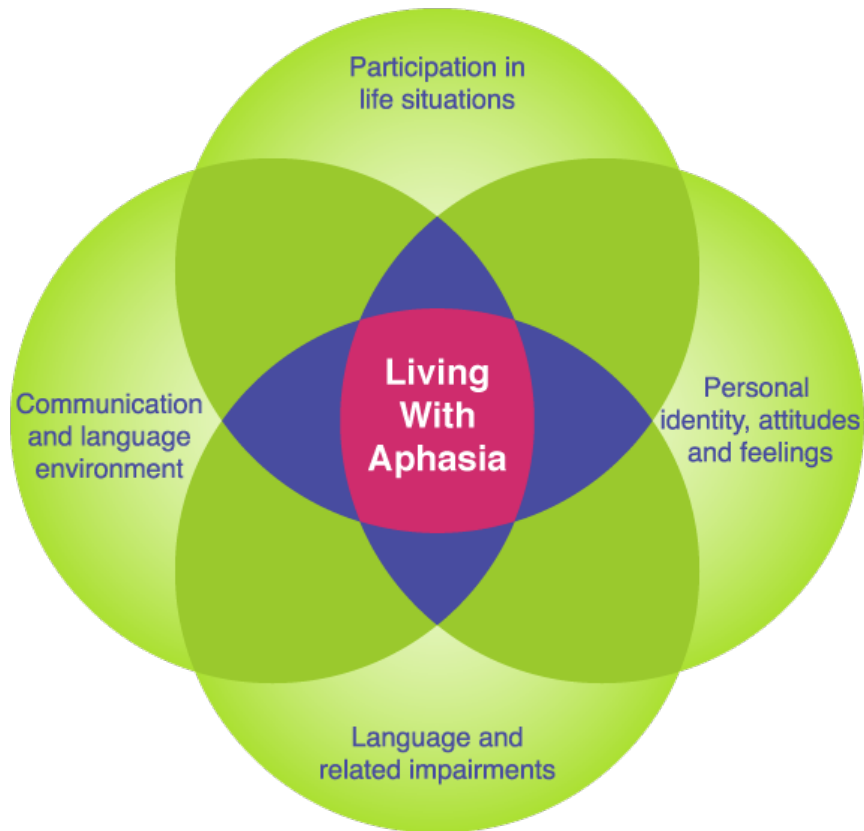 Participation in
life situations
Communication
and language
environment
Living
With
Aphasia
Personal
identity, attitudes
and feelings
Language and
related impairments